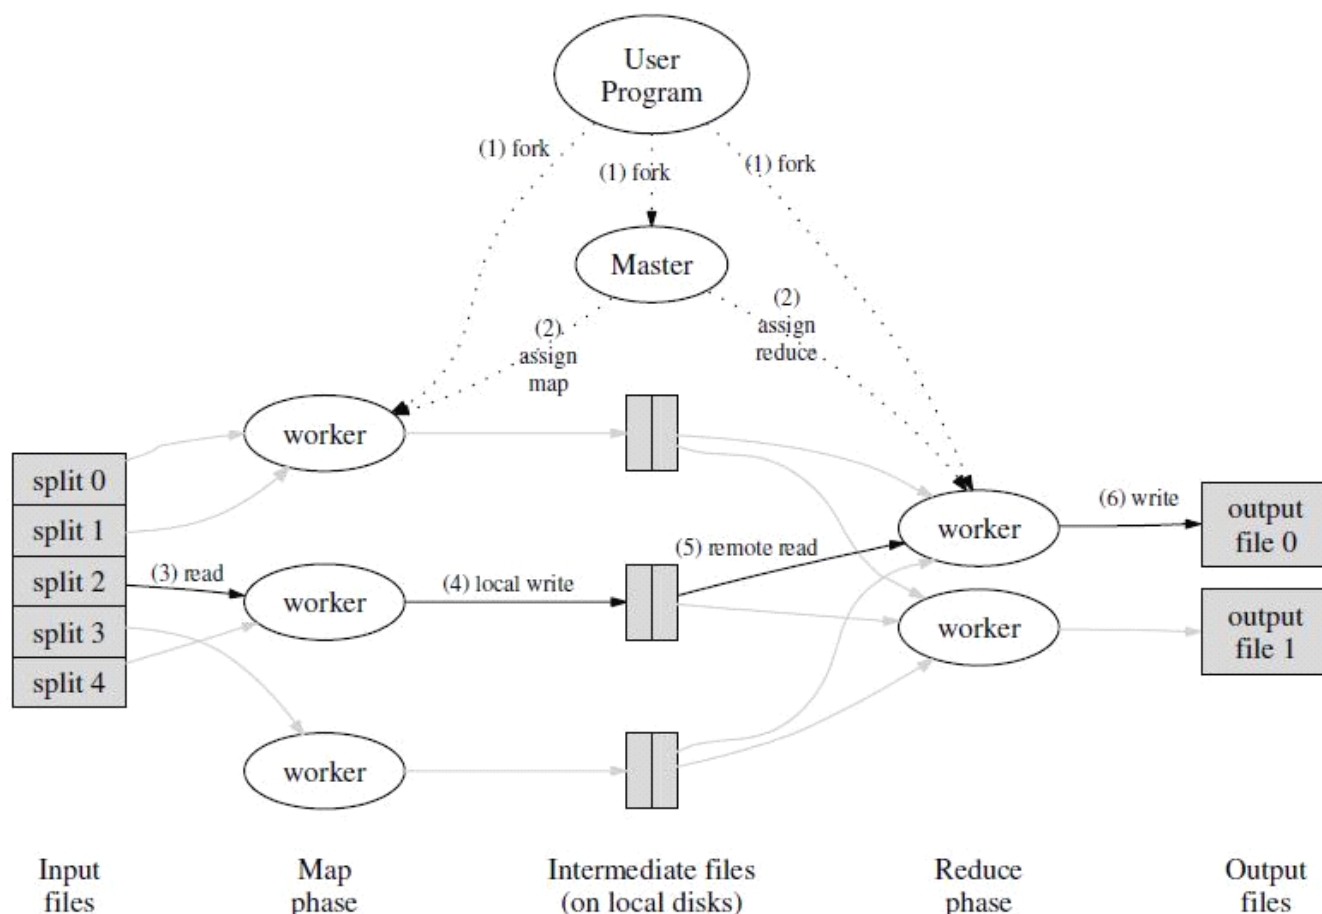 User
Program
(1) fork
(1) fork
(1) fork
Master
(2)
assign
map
(2)
assign
reduce
worker
split 0
split 1
split 2
split 3
split 4
(3) read
worker
(4) local write
(5) remote read
worker
(6) write
output
file 0
worker
output
file 1
worker
Input
files
Map
phase
Intermediate files
(on local disks)
Reduce
phase
Output
files